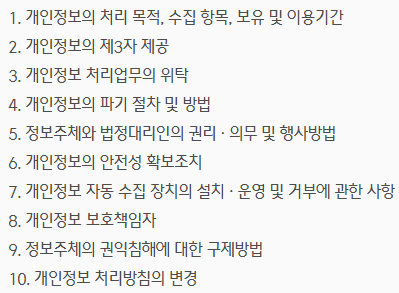 1. 개인정보의 처리 목적, 수집 항목, 보유 및 이용기간
2. 개인정보의 제3자 제공
3. 개인정보 처리업무의 위탁
4. 개인정보의 파기 절차 및 방법
5. 정보주체와 법정대리인의 권리 · 의무 및 행사방법
6. 개인정보의 안전성 확보조치
7. 개인정보 자동 수집 장치의 설치 · 운영 및 거부에 관한 사항
8. 개인정보 보호책임자
9. 정보주체의 권익침해에 대한 구제방법
10. 개인정보 처리방침의 변경